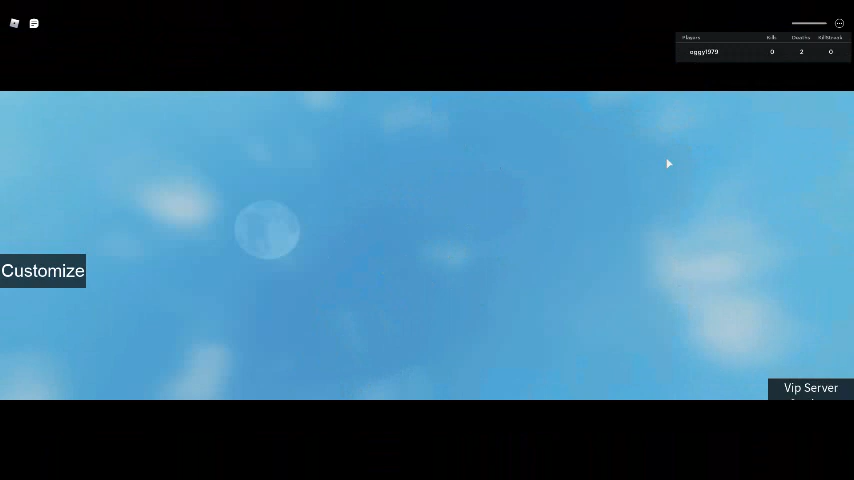 Players Kills Deaths KillStreak
oggy1979 0 2 0
Customize
Vip Server